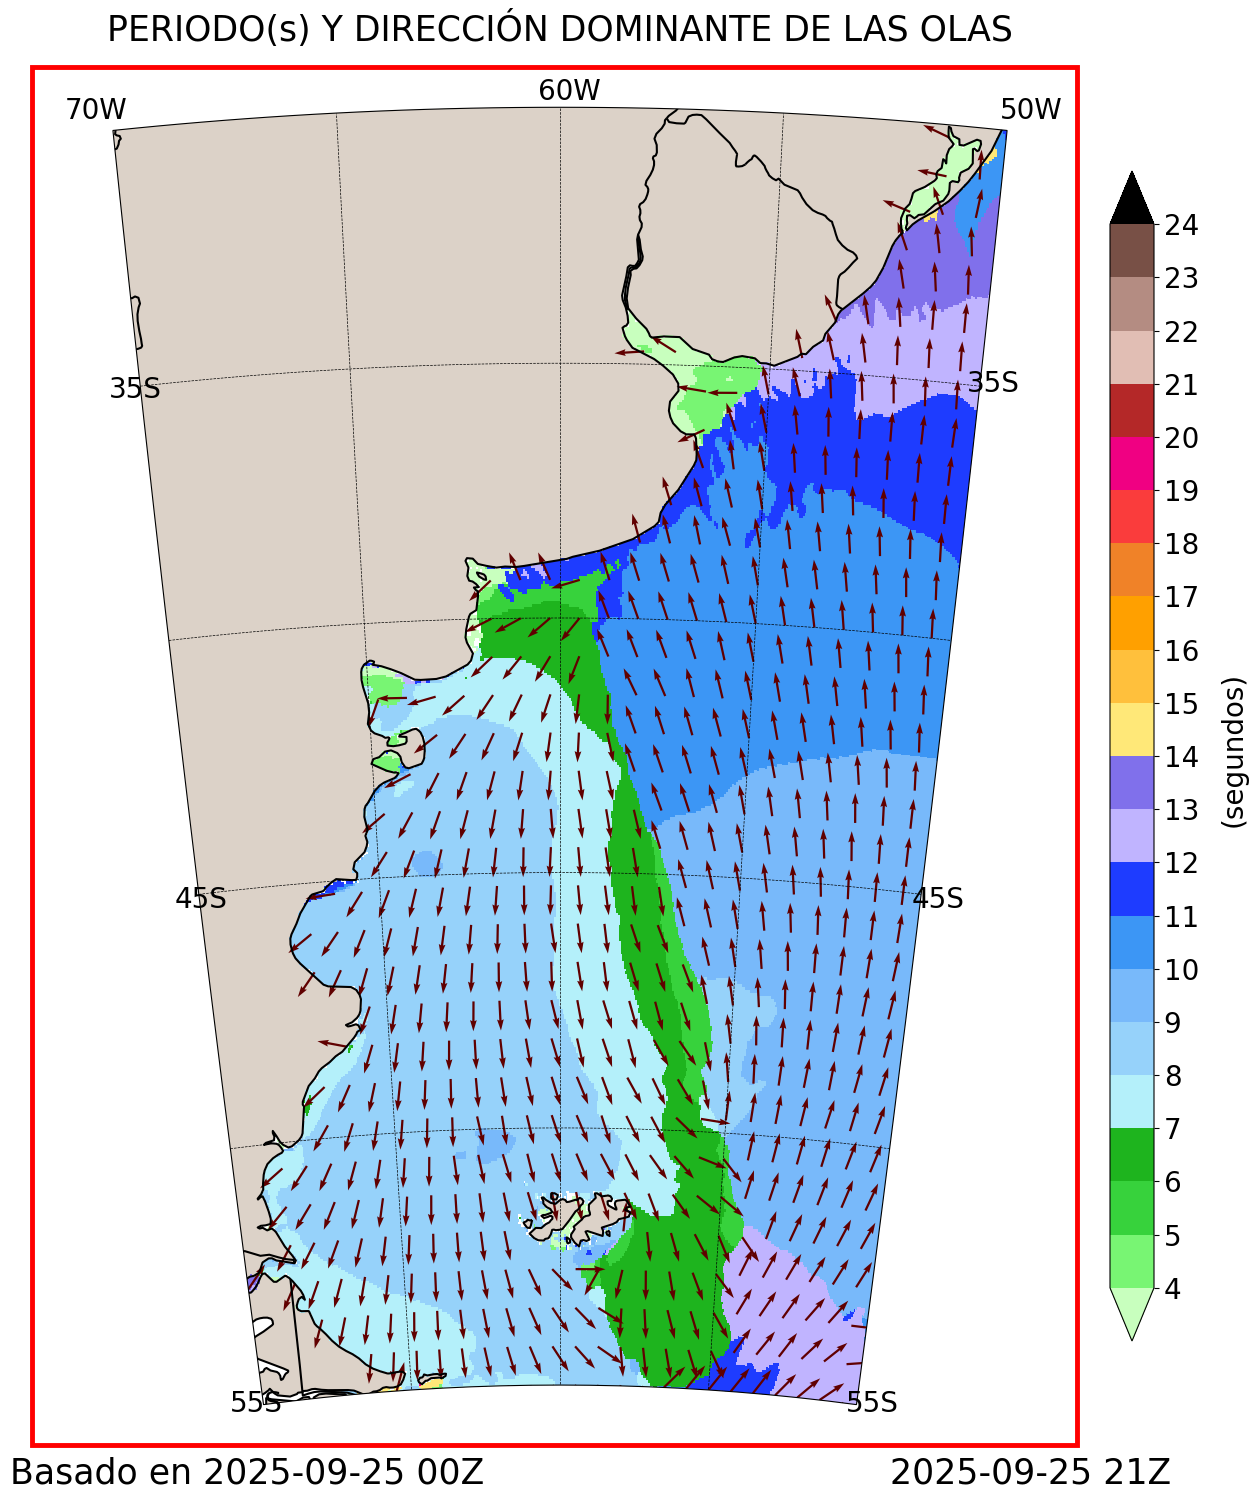 PERIODO(s) Y DIRECCIÓN DOMINANTE DE LAS OLAS
70W
60W
50W
35S
35S
45S
45S
55S
55S
24
23
22
21
20
19
18
17
16
15
14
13
12
11
10
9
8
7
6
5
4
(segundos)
Basado en 2025-09-25 00Z
2025-09-25 21Z